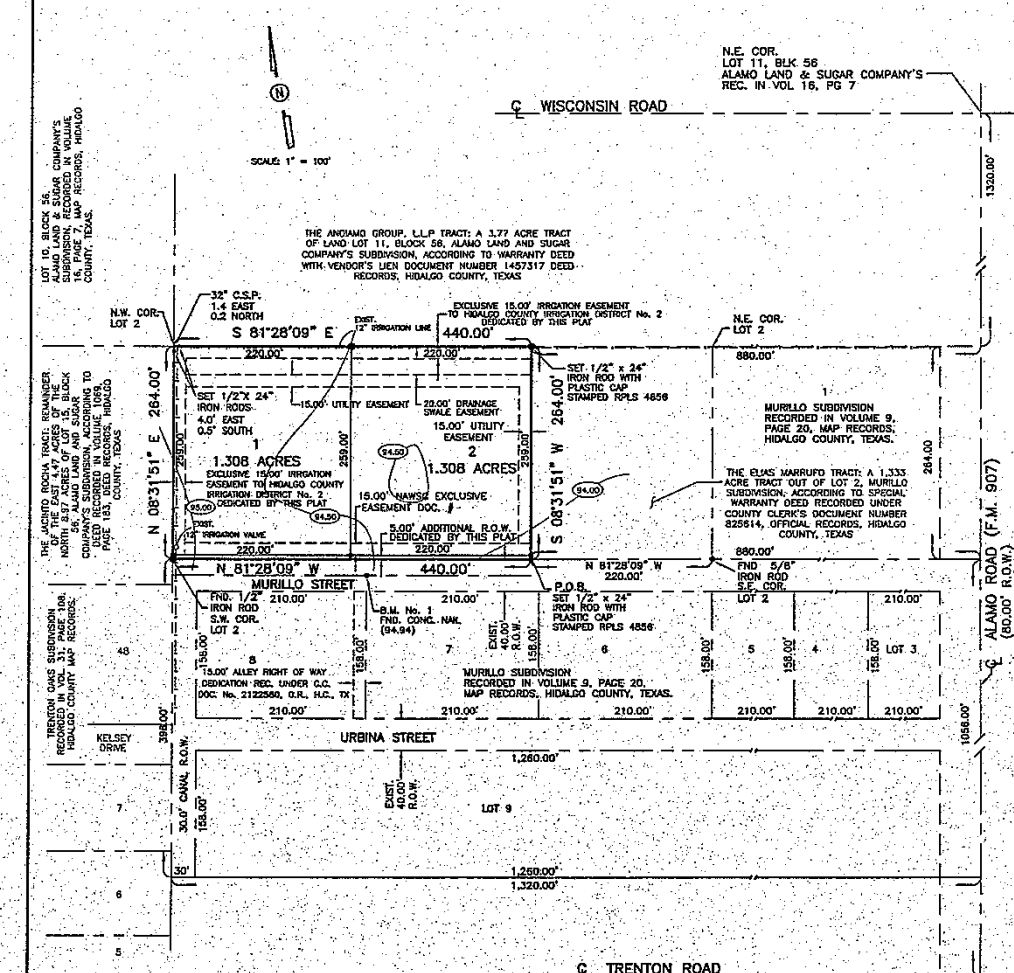 N.E. COR.
LOT 11, BLK 56
ALAMO LAND & SUGAR COMPANY'S
REC. IN VOL 16, PG 7
℄ WISCONSIN ROAD
N
SCALE: 1" = 100'
1320.00'
LOT 10, BLOCK 56,
ALAMO LAND & SUGAR COMPANY'S
SUBDIVISION, RECORDED IN VOLUME
16, PAGE 7, MAP RECORDS, HIDALGO
COUNTY, TEXAS.
THE ANDIAMO GROUP, L.L.P TRACT: A 3.77 ACRE TRACT
OF LAND LOT 11, BLOCK 56, ALAMO LAND AND SUGAR
COMPANY'S SUBDIVISION, ACCORDING TO WARRANTY DEED
WITH VENDOR'S LIEN DOCUMENT NUMBER 1457317 DEED
RECORDS, HIDALGO COUNTY, TEXAS
32" C.S.P.
1.4 EAST
0.2 NORTH
N.W. COR.
LOT 2
S 81°28'09" E
440.00'
EXIST.
12" IRRIGATION LINE
EXCLUSIVE 15.00' IRRIGATION EASEMENT
TO HIDALGO COUNTY IRRIGATION DISTRICT No. 2
DEDICATED BY THIS PLAT
N.E. COR.
LOT 2
220.00'
220.00'
880.00'
THE JACINTO ROCHA TRACT: REMAINDER
OF THE EAST 4.47 ACRES OF THE
NORTH 8.97 ACRES OF LOT 15, BLOCK
56, ALAMO LAND AND SUGAR
COMPANY'S SUBDIVISION, ACCORDING TO
DEED RECORDED IN VOLUME 1069,
PAGE 183, DEED RECORDS, HIDALGO
COUNTY, TEXAS
N 08°31'51" E 264.00'
259.00'
SET 1/2" X 24"
IRON RODS
4.0' EAST
0.5' SOUTH
15.00' UTILITY EASEMENT
20.00' DRAINAGE
SWALE EASEMENT
SET 1/2" x 24"
IRON ROD WITH
PLASTIC CAP
STAMPED RPLS 4856
1
1.308 ACRES
EXCLUSIVE 15.00' IRRIGATION
EASEMENT TO HIDALGO COUNTY
IRRIGATION DISTRICT No. 2
DEDICATED BY THIS PLAT
259.00'
15.00' UTILITY
EASEMENT
2
1.308 ACRES
94.50
259.00'
S 08°31'51" W 264.00'
15.00' NAWSC EXCLUSIVE
EASEMENT DOC. #
5.00' ADDITIONAL R.O.W.
DEDICATED BY THIS PLAT
95.00
94.50
94.00
EXIST.
12" IRRIGATION VALVE
1
MURILLO SUBDIVISION
RECORDED IN VOLUME 9,
PAGE 20, MAP RECORDS,
HIDALGO COUNTY, TEXAS.
264.00
THE ELIAS MARRUFO TRACT: A 1.333
ACRE TRACT OUT OF LOT 2, MURILLO
SUBDIVISION, ACCORDING TO SPECIAL
WARRANTY DEED RECORDED UNDER
COUNTY CLERK'S DOCUMENT NUMBER
825614, OFFICIAL RECORDS, HIDALGO
COUNTY, TEXAS
℄ ALAMO ROAD (F.M. 907)
(80.00' R.O.W.)
220.00'
220.00'
N 81°28'09" W
440.00'
N 81°28'09" W
220.00'
880.00'
MURILLO STREET
FND. 1/2"
IRON ROD
S.W. COR.
LOT 2
B.M. No. 1
FND. CONC. NAIL
(94.94)
P.O.B.
SET 1/2" x 24"
IRON ROD WITH
PLASTIC CAP
STAMPED RPLS 4856
FND 5/8"
IRON ROD
S.E. COR.
LOT 2
210.00'
210.00'
210.00'
TRENTON OAKS SUBDIVISION
RECORDED IN VOL. 31, PAGE 108,
HIDALGO COUNTY MAP RECORDS.
48
398.00'
158.00'
8
158.00'
7
EXIST.
40.00'
R.O.W.
158.00'
6
158.00'
5
158.00'
4
158.00'
LOT 3
15.00' ALLEY RIGHT OF WAY
DEDICATION REC. UNDER C.C.
DOC. No. 2122560, O.R., H.C., TX
MURILLO SUBDIVISION
RECORDED IN VOLUME 9, PAGE 20,
MAP RECORDS, HIDALGO COUNTY, TEXAS.
210.00'
210.00'
210.00'
210.00'
210.00'
KELSEY
DRIVE
URBINA STREET
1056.00'
1,260.00'
30.0' CANAL R.O.W.
158.00'
EXIST.
40.00'
R.O.W.
7
LOT 9
30'
1,260.00'
1,320.00'
6
5
℄ TRENTON ROAD